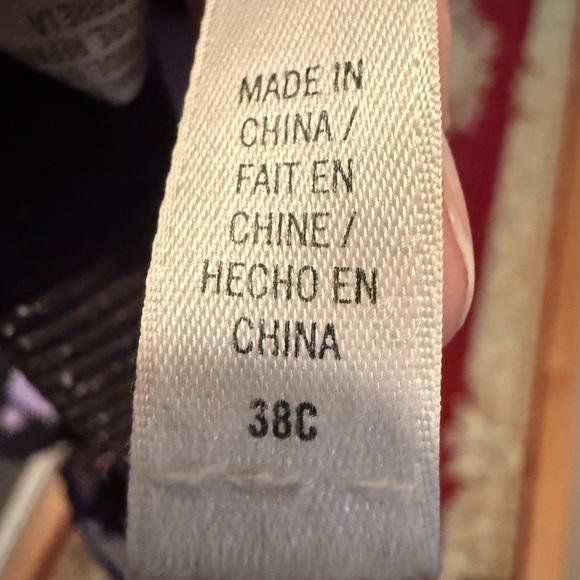 MADE IN
CHINA /
FAIT EN
CHINE /
HECHO EN
CHINA
38C